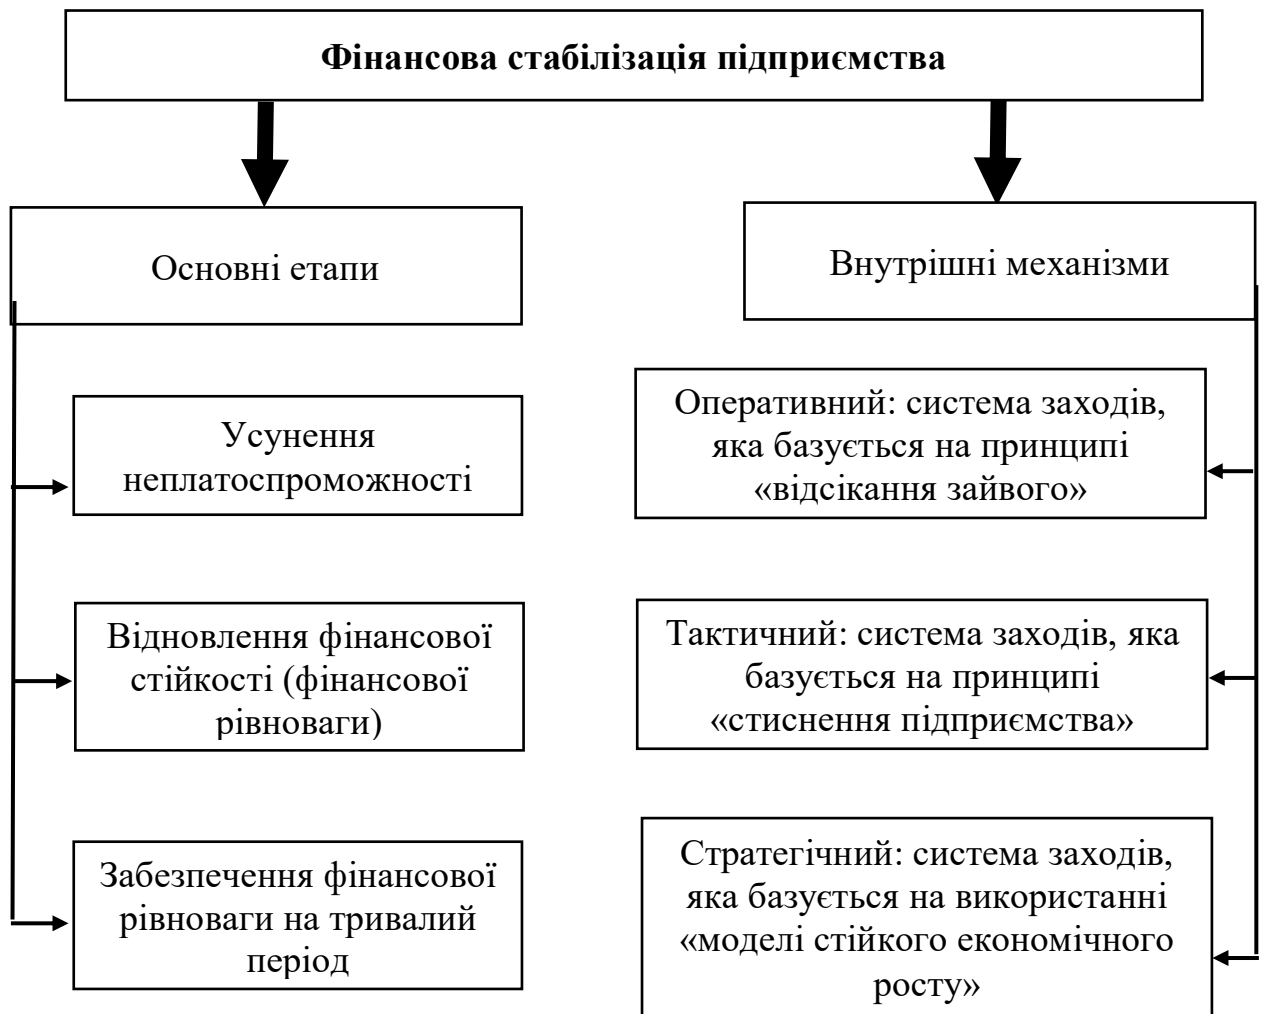 Фінансова стабілізація підприємства
Основні етапи
Внутрішні механізми
Усунення
неплатоспроможності
Відновлення фінансової
стійкості (фінансової
рівноваги)
Забезпечення фінансової
рівноваги на тривалий
період
Оперативний: система заходів,
яка базується на принципі
«відсікання зайвого»
Тактичний: система заходів, яка
базується на принципі
«стиснення підприємства»
Стратегічний: система заходів,
яка базується на використанні
«моделі стійкого економічного
росту»